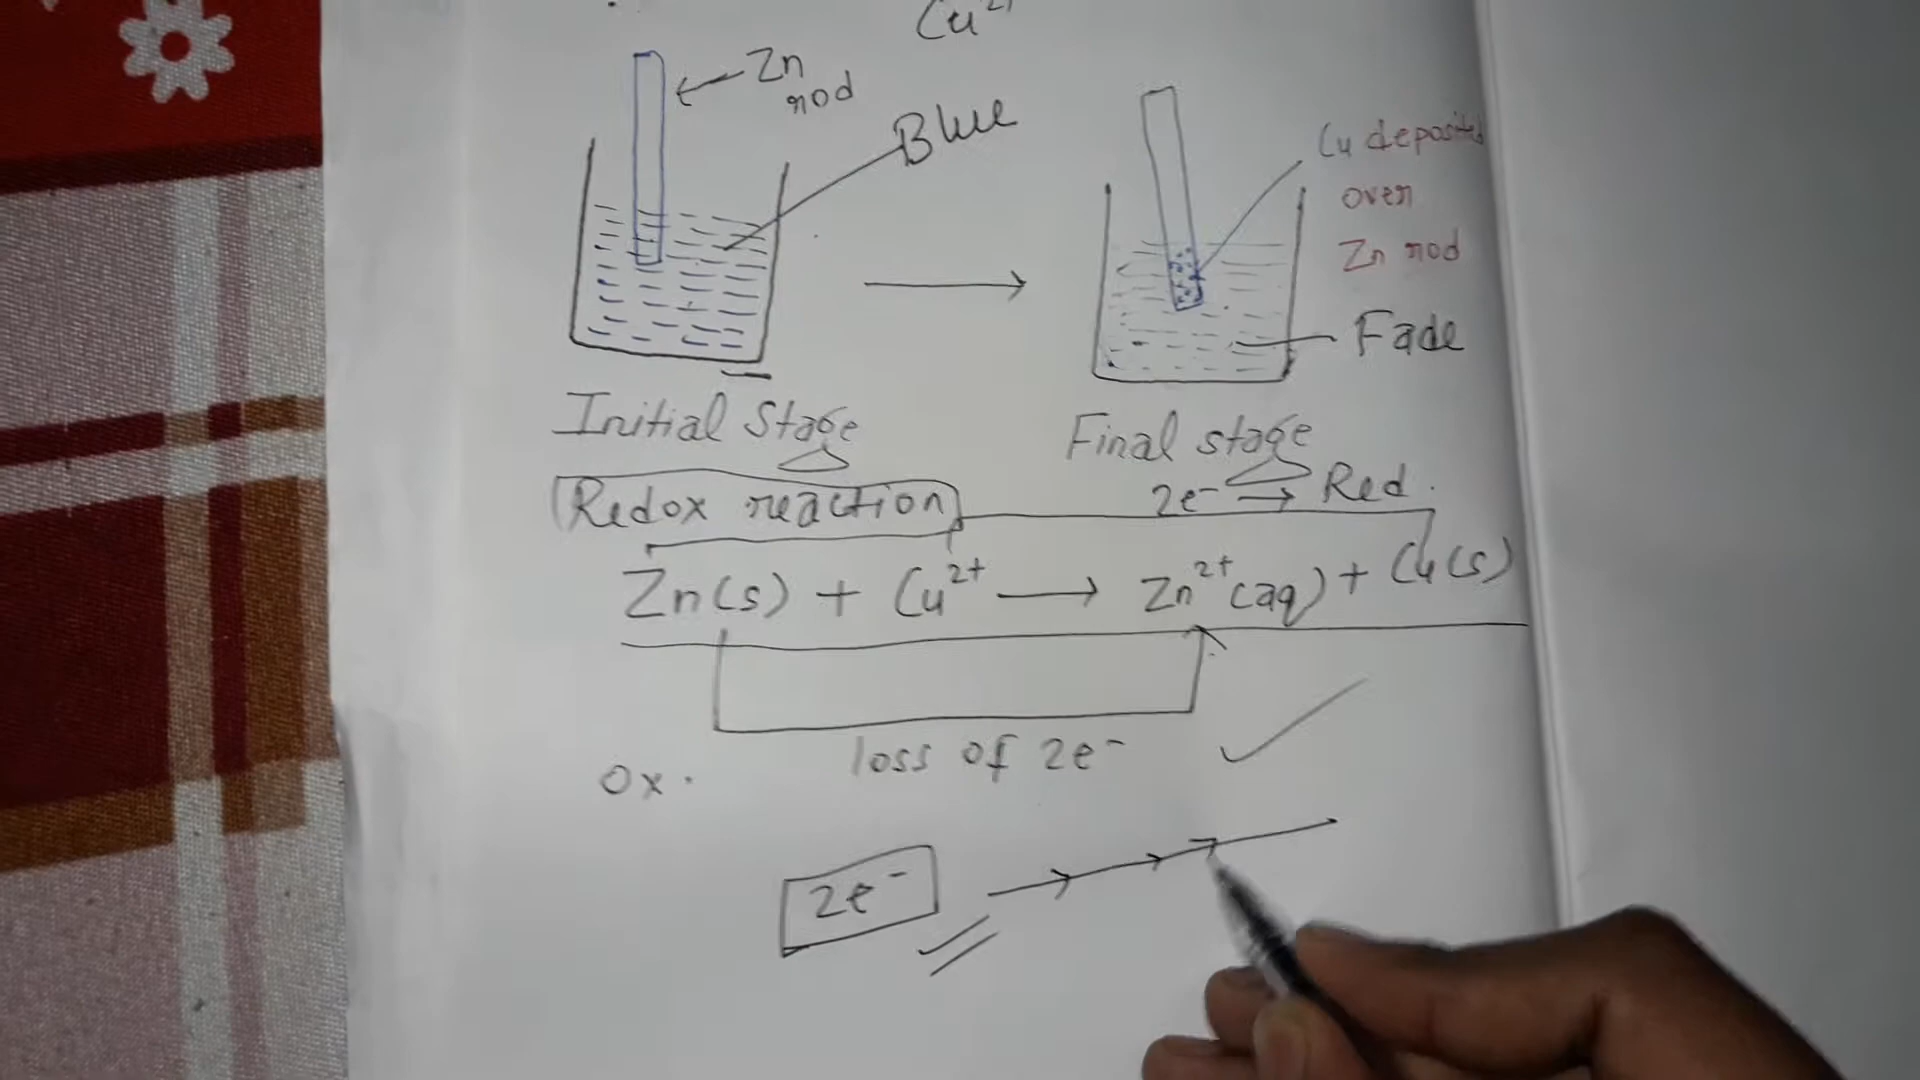 Cu²⁺
Zn
rod
Blue
Cu deposited
over
Zn rod
Fade
Initial Stage
Final stage
Redox reaction
2e⁻ → Red.
Zn(s) + Cu²⁺ ⟶ Zn²⁺(aq) + Cu(s)
loss of 2e⁻
Ox.
2e⁻